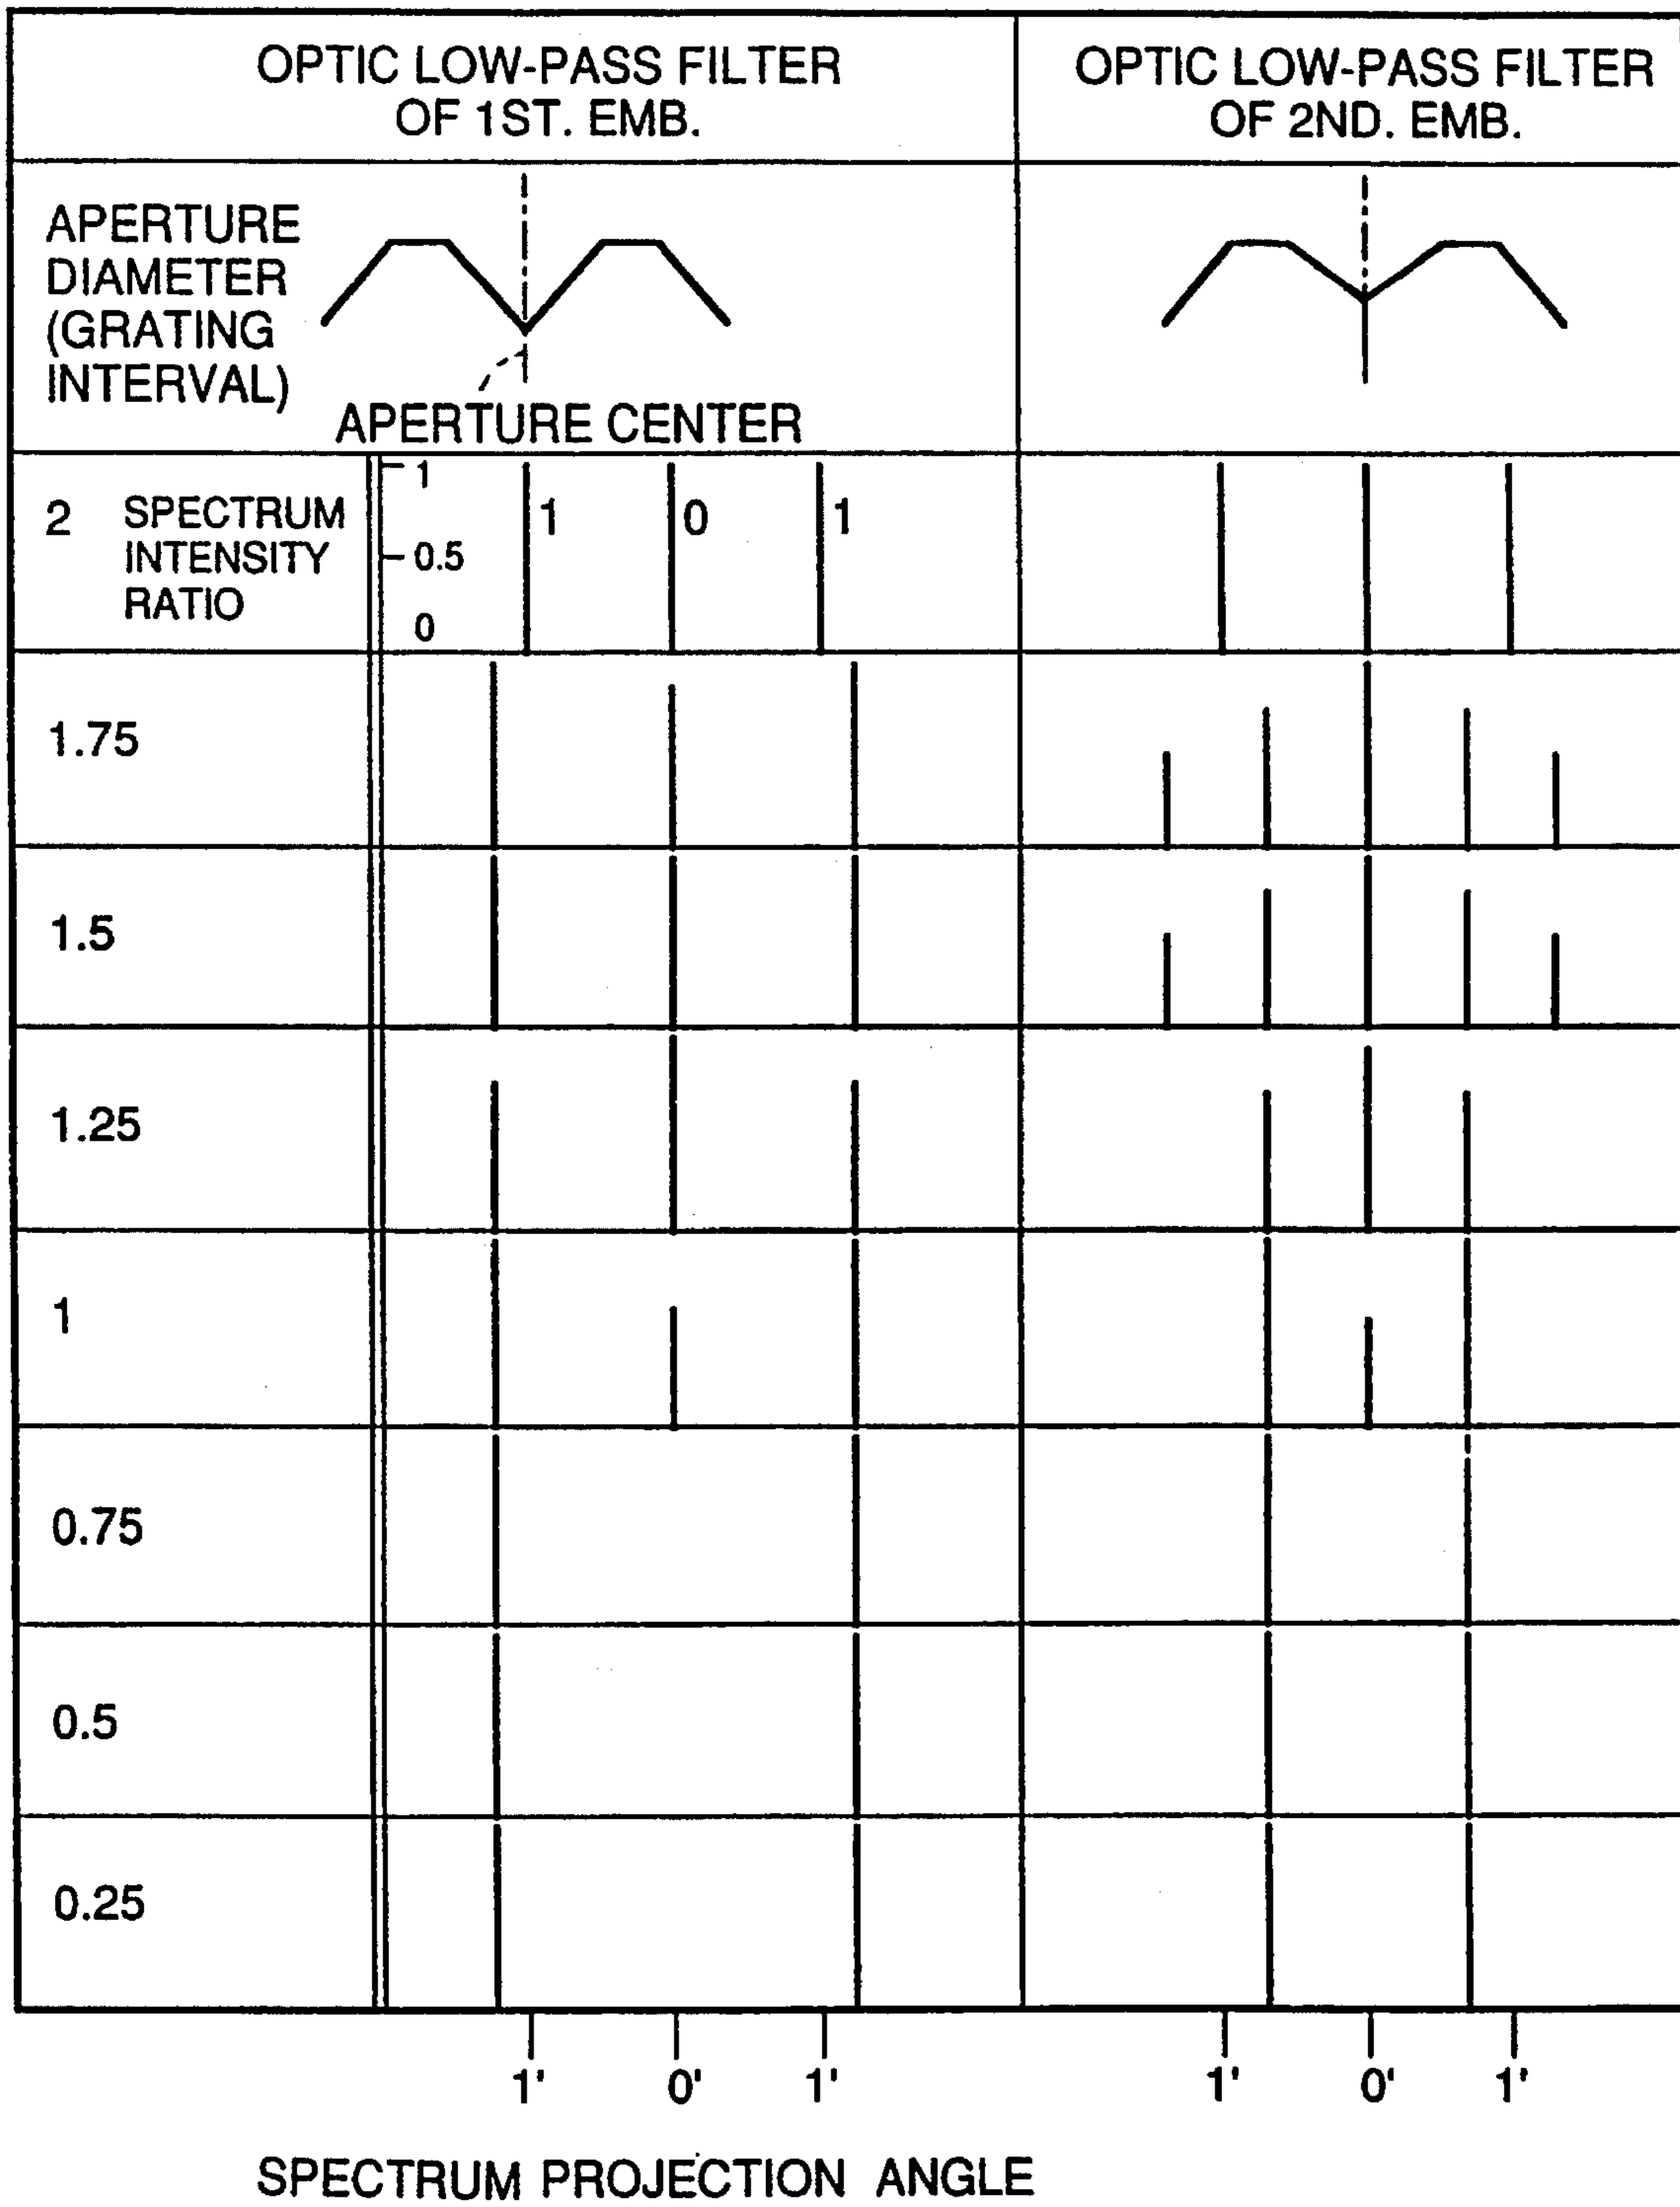 OPTIC LOW-PASS FILTER
OF 1ST. EMB.
OPTIC LOW-PASS FILTER
OF 2ND. EMB.
APERTURE
DIAMETER
(GRATING
INTERVAL)
APERTURE CENTER
2 SPECTRUM
INTENSITY
RATIO
1
0.5
0
1 0 1
1.75
1.5
1.25
1
0.75
0.5
0.25
1' 0' 1' 1' 0' 1'
SPECTRUM PROJECTION ANGLE